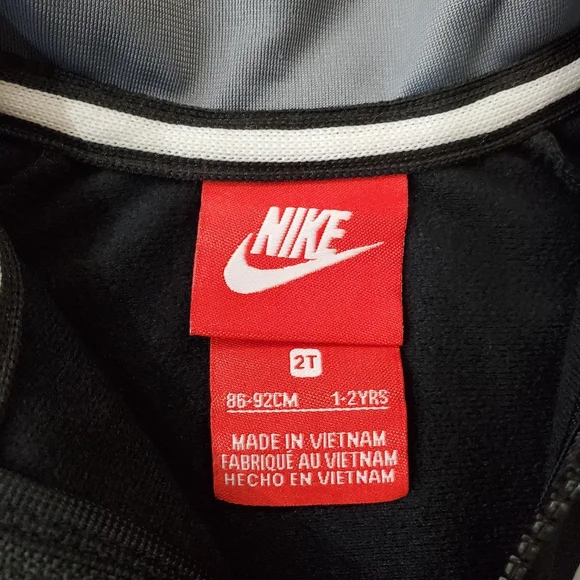 NIKE
2T
86-92CM 1-2YRS
MADE IN VIETNAM
FABRIQUÉ AU VIETNAM
HECHO EN VIETNAM